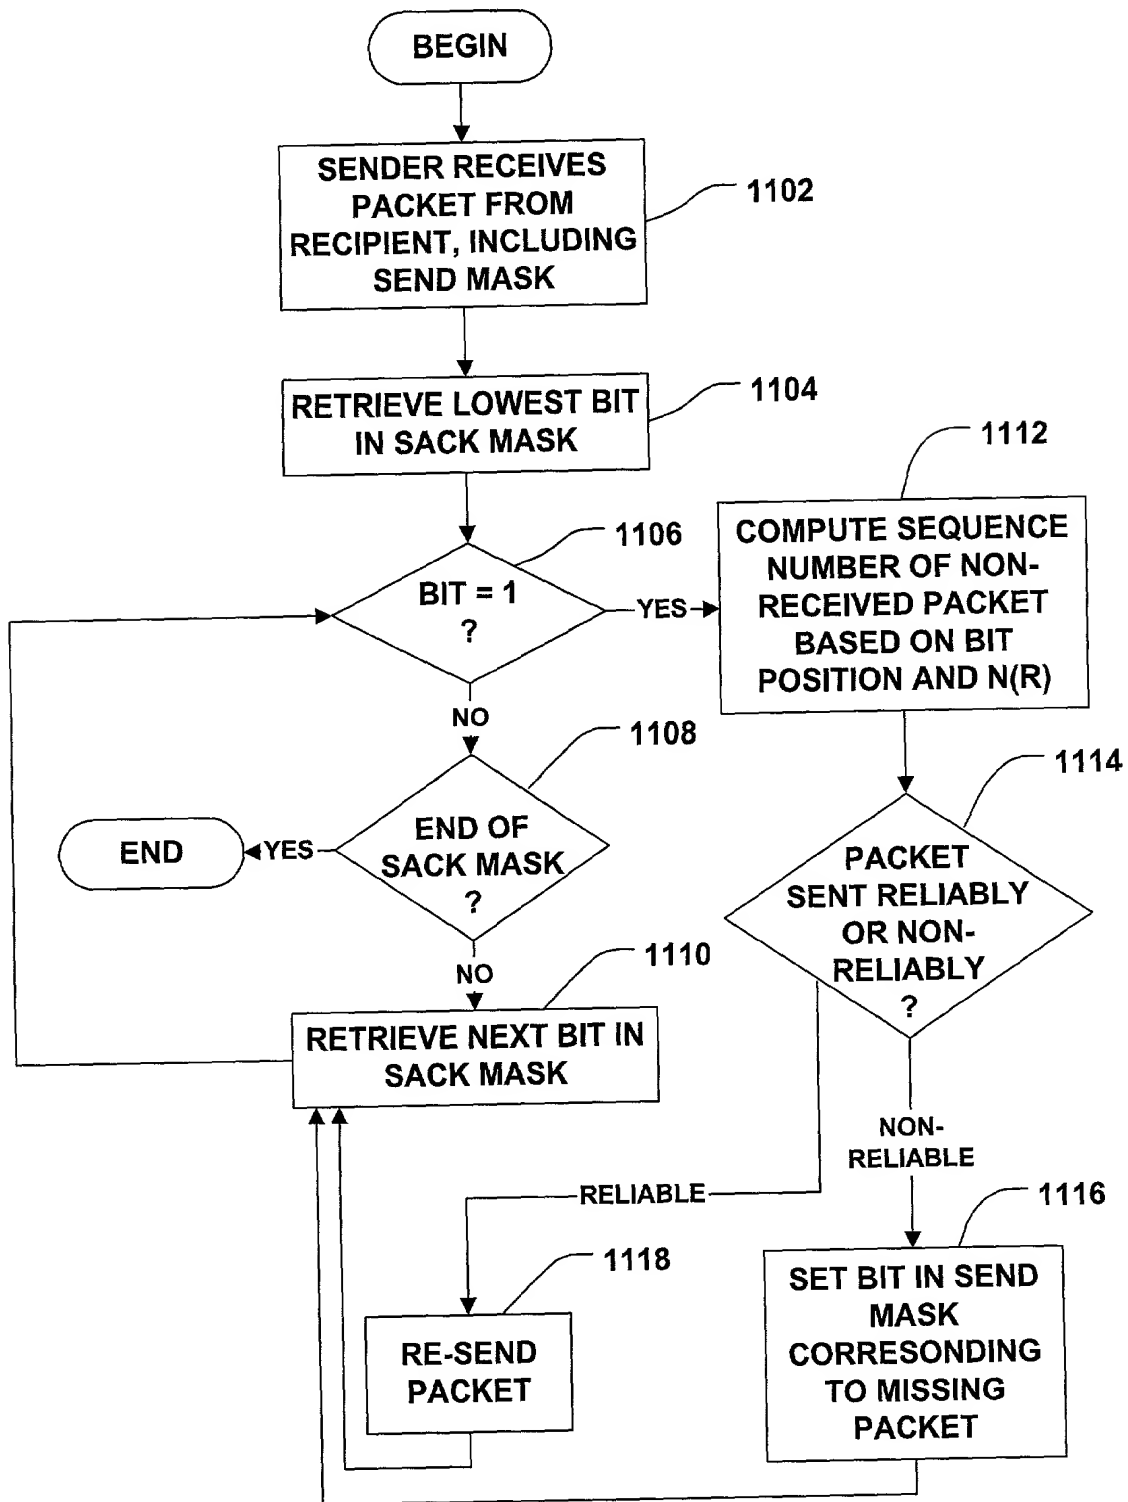 BEGIN
SENDER RECEIVES
PACKET FROM
RECIPIENT, INCLUDING
SEND MASK
1102
RETRIEVE LOWEST BIT
IN SACK MASK
1104
BIT = 1
?
1106
YES
COMPUTE SEQUENCE
NUMBER OF NON-
RECEIVED PACKET
BASED ON BIT
POSITION AND N(R)
1112
NO
END OF
SACK MASK
?
1108
YES
END
NO
RETRIEVE NEXT BIT IN
SACK MASK
1110
PACKET
SENT RELIABLY
OR NON-
RELIABLY
?
1114
RELIABLE
NON-
RELIABLE
RE-SEND
PACKET
1118
SET BIT IN SEND
MASK
CORRESONDING
TO MISSING
PACKET
1116